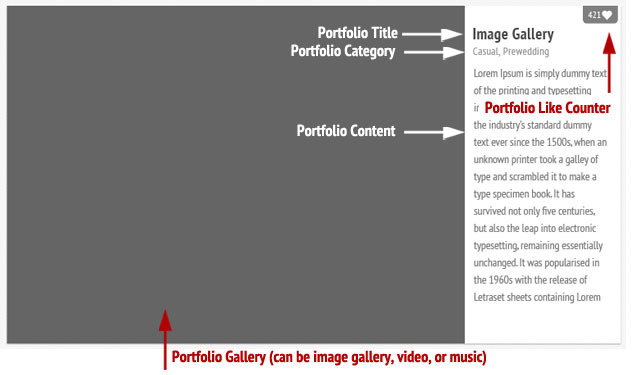 421
Portfolio Title
Image Gallery
Portfolio Category
Casual, Prewedding
Lorem Ipsum is simply dummy text
of the printing and typesetting
Portfolio Like Counter
Portfolio Content
the industry's standard dummy
text ever since the 1500s, when an
unknown printer took a galley of
type and scrambled it to make a
type specimen book. It has
survived not only five centuries,
but also the leap into electronic
typesetting, remaining essentially
unchanged. It was popularised in
the 1960s with the release of
Letraset sheets containing Lorem
Portfolio Gallery (can be image gallery, video, or music)